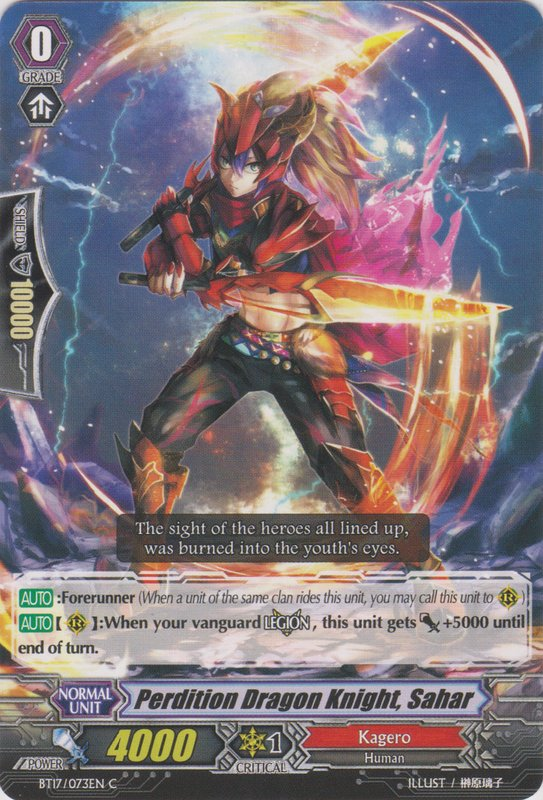 0
GRADE
SHIELD
10000
The sight of the heroes all lined up,
was burned into the youth's eyes.
AUTO:Forerunner (When a unit of the same clan rides this unit, you may call this unit to R)
AUTO【R】:When your vanguard LEGION, this unit gets +5000 until
end of turn.
NORMAL
UNIT
Perdition Dragon Knight, Sahar
POWER
4000
1
CRITICAL
Kagero
Human
BT17/073EN C
ILLUST / 榊原瑞子